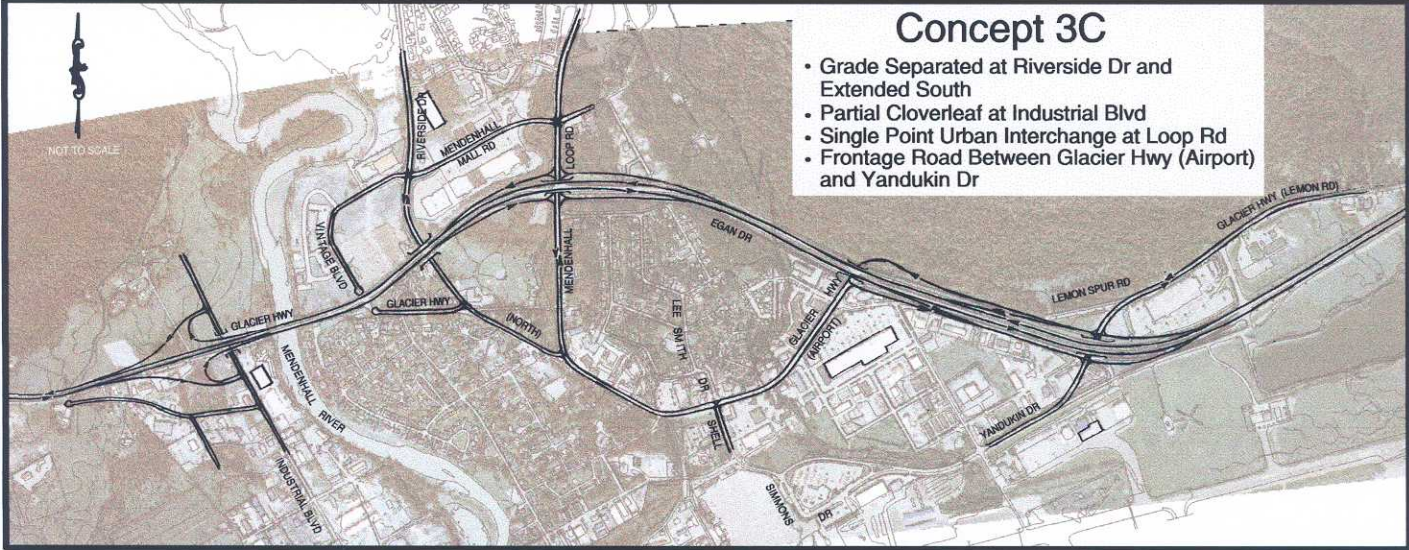 Concept 3C
• Grade Separated at Riverside Dr and
Extended South
• Partial Cloverleaf at Industrial Blvd
• Single Point Urban Interchange at Loop Rd
• Frontage Road Between Glacier Hwy (Airport)
and Yandukin Dr
NOT TO SCALE
RIVERSIDE DR
MENDENHALL
MALL RD
LOOP RD
VINTAGE BLVD
EGAN DR
GLACIER HWY (LEMON RD)
LEMON SPUR RD
MENDENHALL
GLACIER HWY
GLACIER HWY
(NORTH)
LEE SMITH DR
GLACIER HWY
(AIRPORT)
MENDENHALL RIVER
SHELL
YANDUKIN DR
INDUSTRIAL BLVD
SIMMONS DR